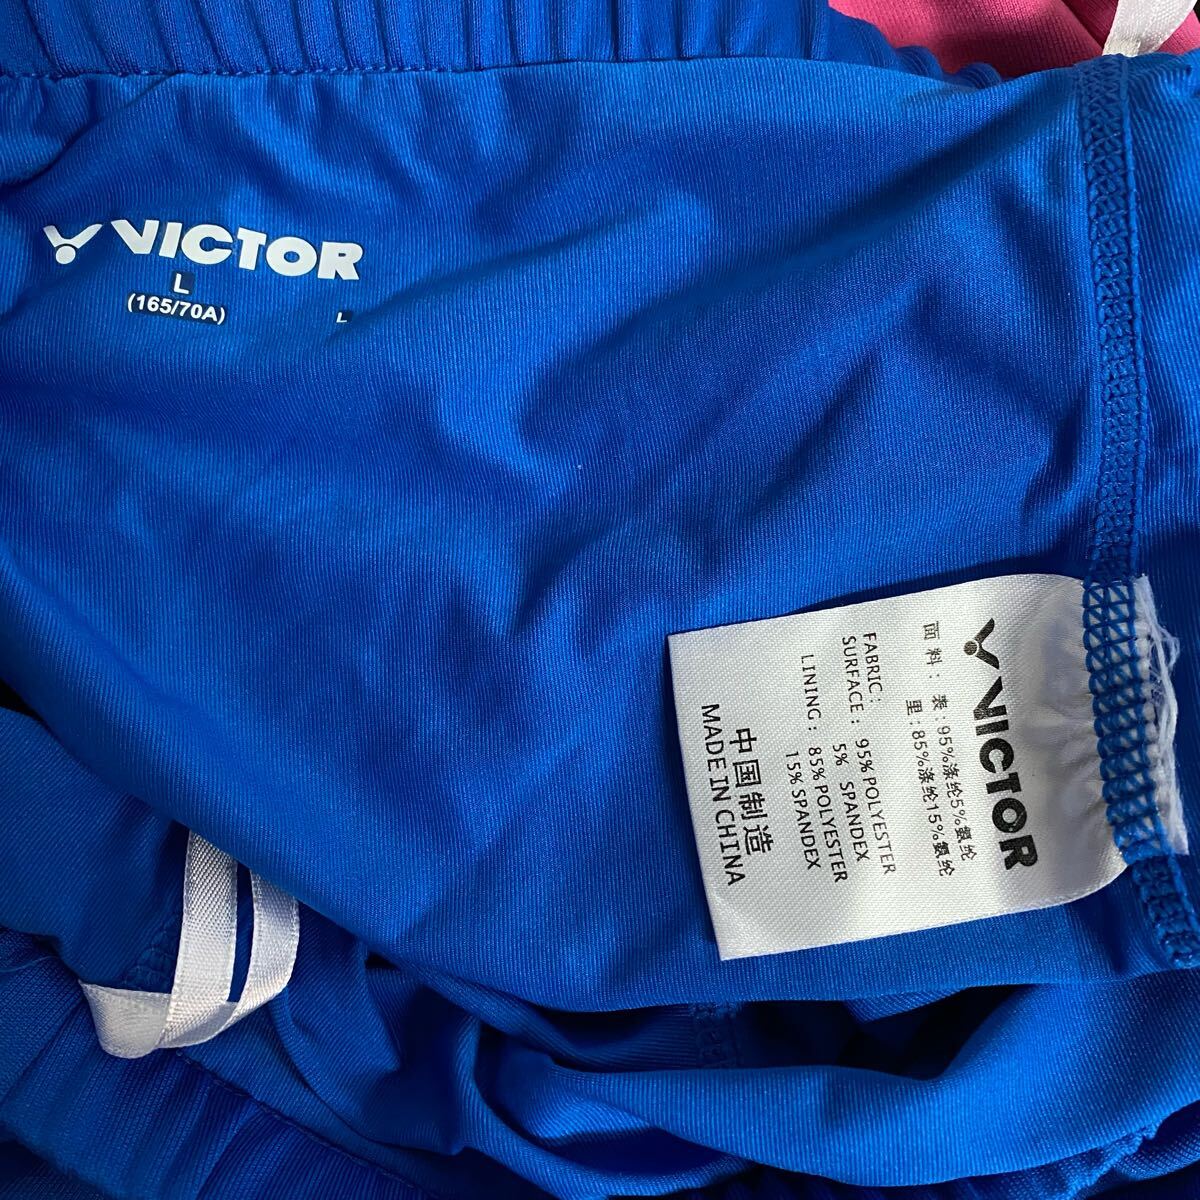 VICTOR
L
(165/70A)
L
VICTOR
面料: 表:95%涤纶5%氨纶
里:85%涤纶15%氨纶
FABRIC:
SURFACE: 95%POLYESTER
5% SPANDEX
LINING: 85%POLYESTER
15%SPANDEX
中国制造
MADE IN CHINA